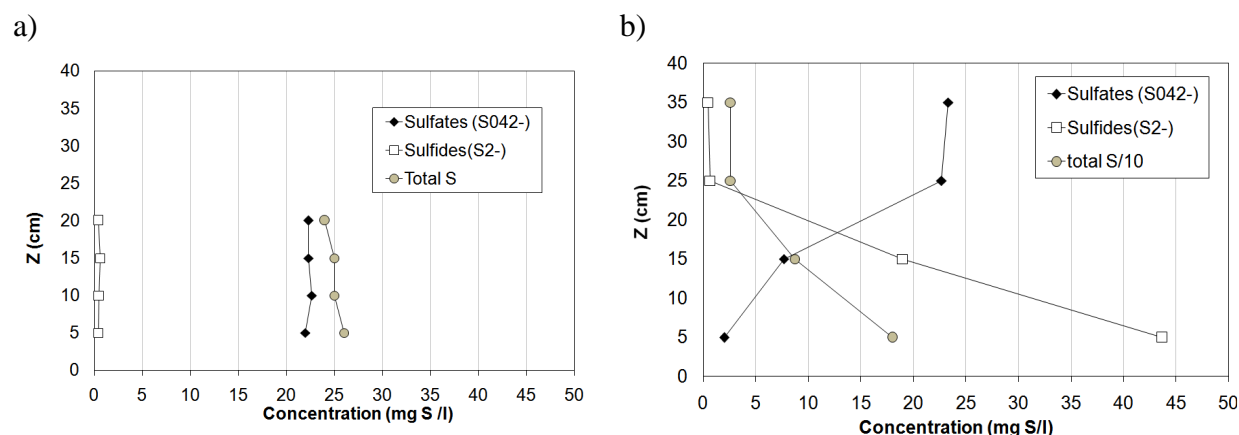 a)
40
35
30
25
20
15
10
5
0
Z (cm)
Sulfates (S042-)
Sulfides(S2-)
Total S
0 5 10 15 20 25 30 35 40 45 50
Concentration (mg S /l)
b)
40
35
30
25
20
15
10
5
0
Z (cm)
Sulfates (S042-)
Sulfides(S2-)
total S/10
0 5 10 15 20 25 30 35 40 45 50
Concentration (mg S/l)